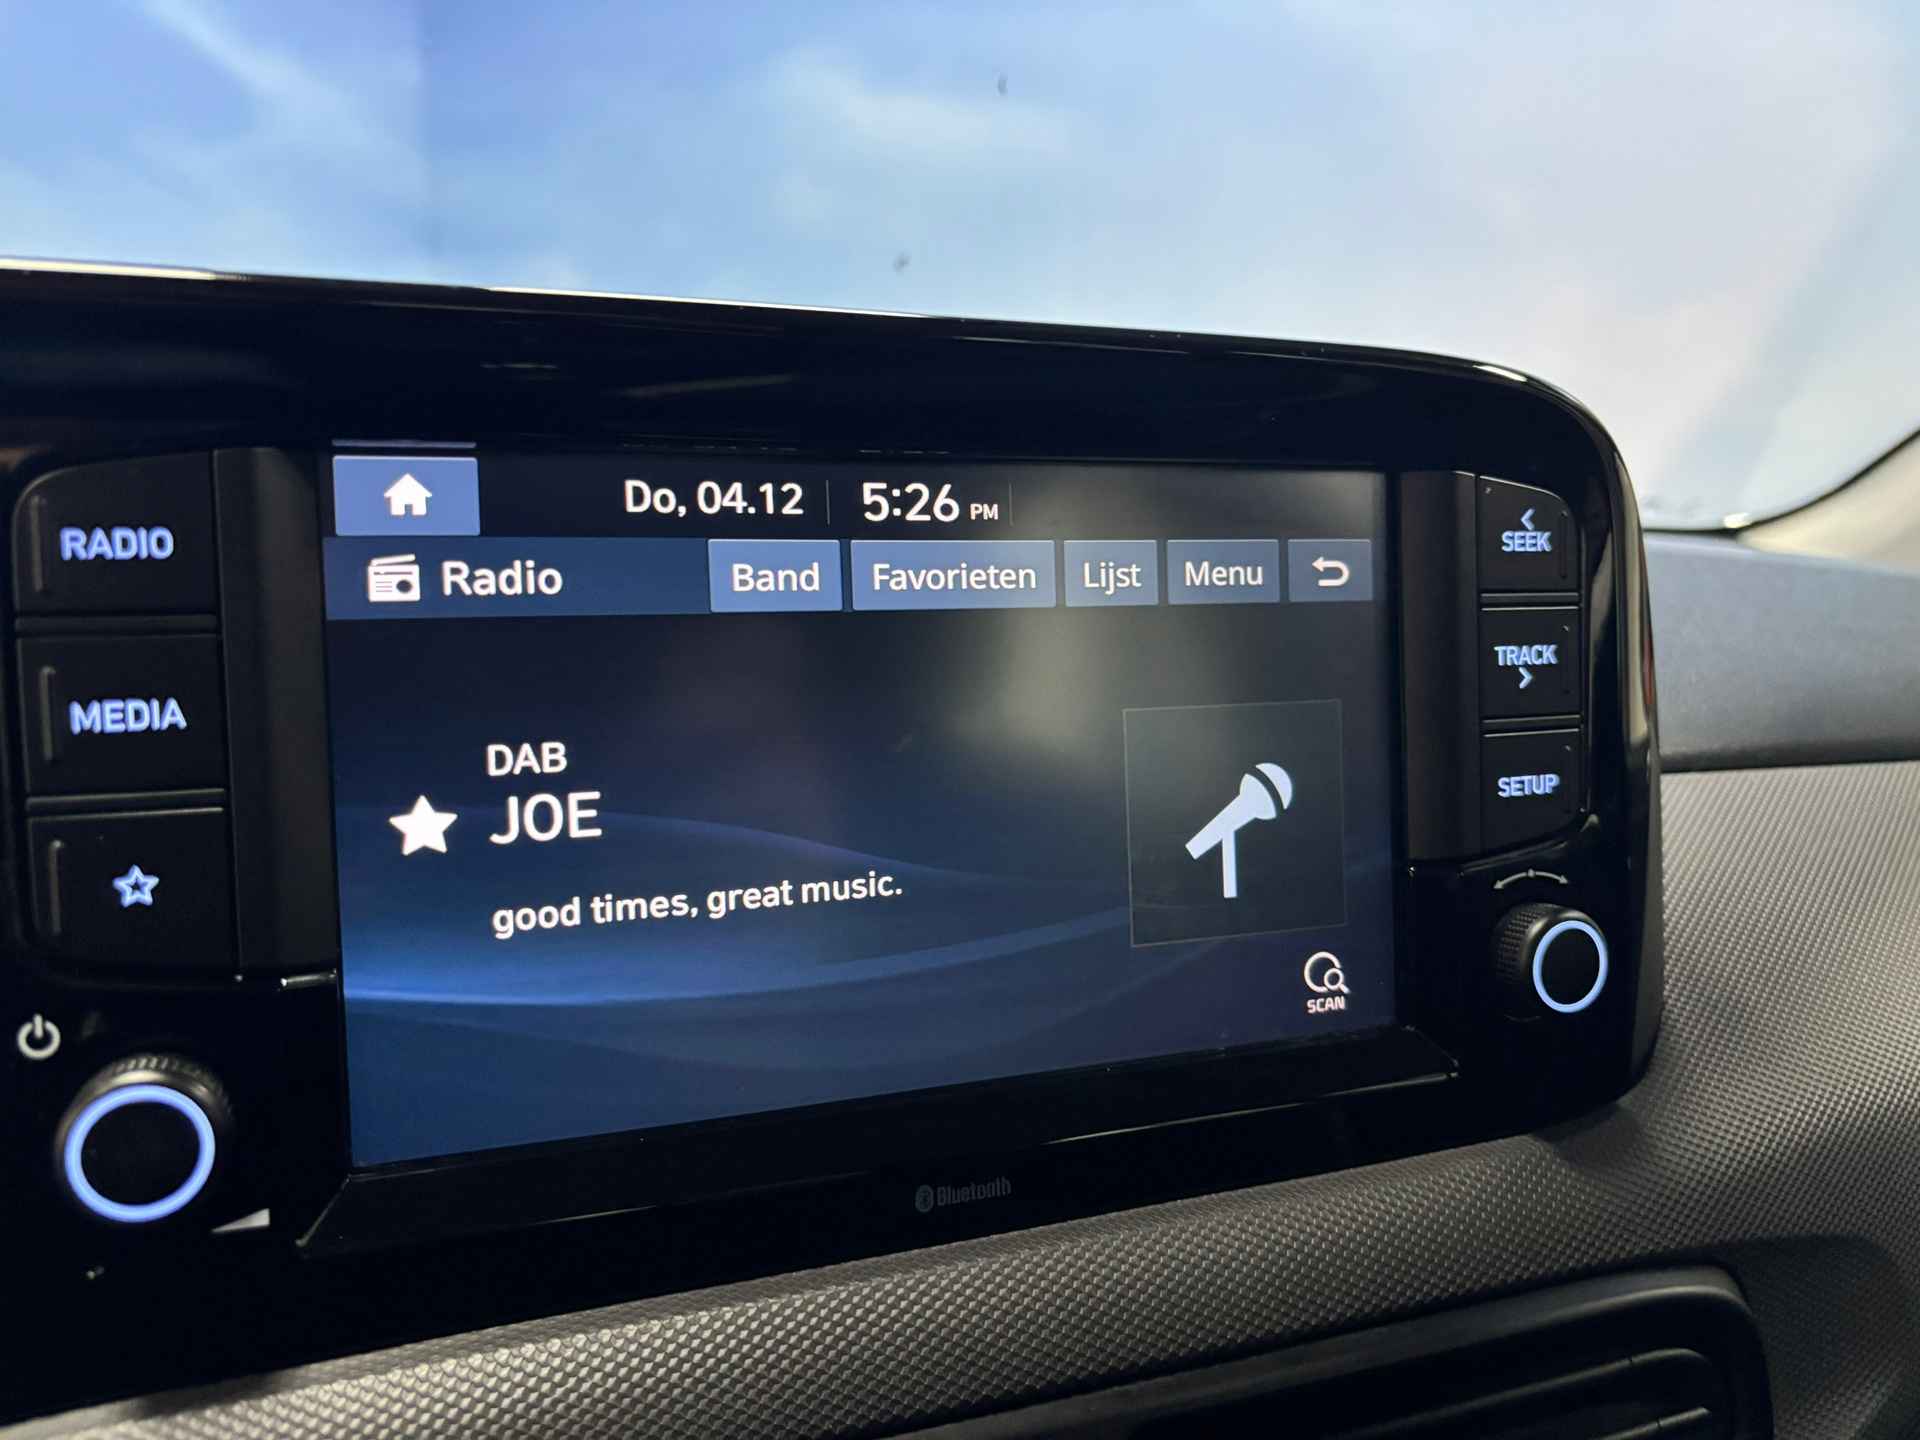 Do, 04.12 5:26 PM
RADIO
Radio Band Favorieten Lijst Menu
SEEK
TRACK
MEDIA
DAB
JOE
good times, great music.
SETUP
SCAN
Bluetooth